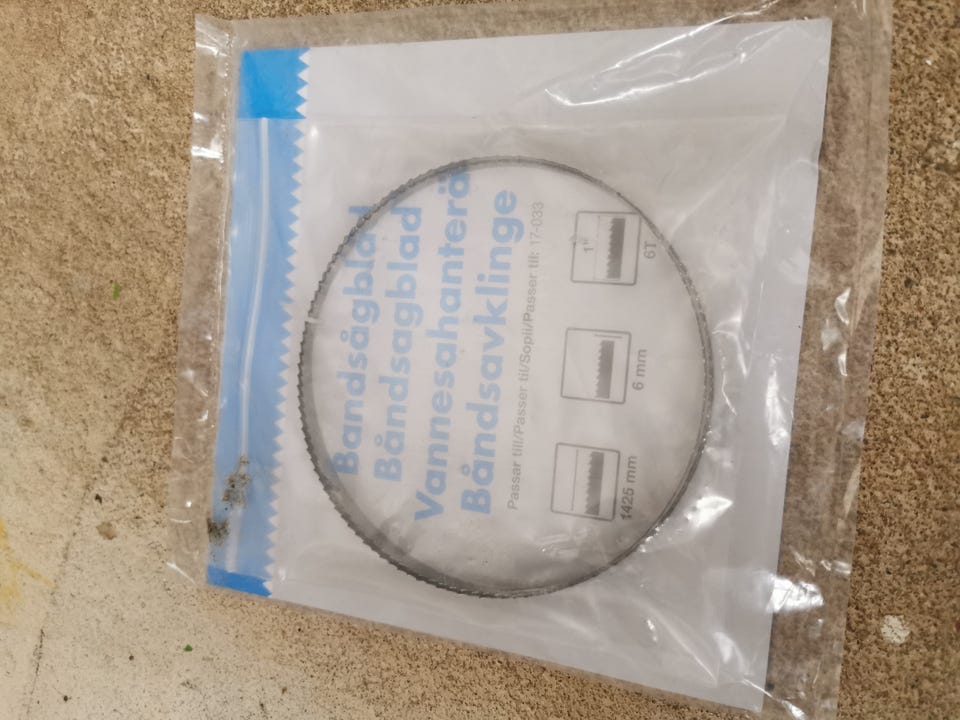 Bandsågblad
Båndsagblad
Vannesahanterä
Båndsavklinge
Passar till/Passer til/Sopii/Passer til: 17-033
1425 mm
6 mm
1"
6T